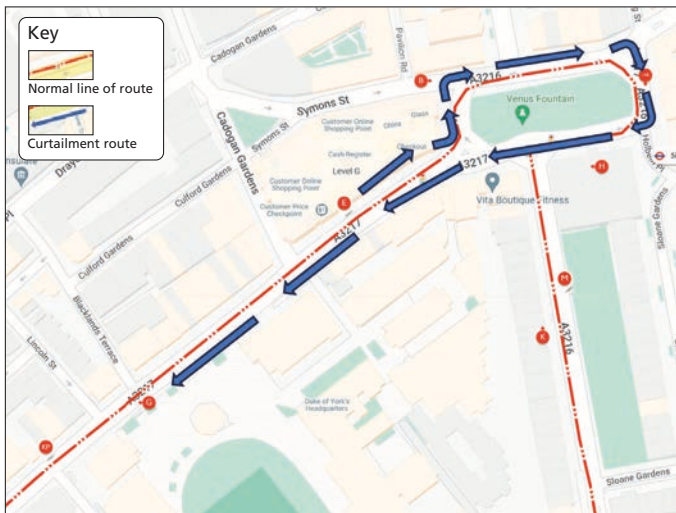 Key
Normal line of route
Curtailment route
Cadogan Gardens
Pavilion Rd
Symons St
Symons St
Cadogan Gardens
Culford Gardens
Culford Gardens
Blacklands Terrace
Lincoln St
A3216
Venus Fountain
Customer Online
Shopping Point
Checkout
Cash Register
Level G
Customer Online
Shopping Point
Customer Price
Checkpoint
E
B
3217
H
Vita Boutique Fitness
Sloane Gardens
A3217
M
K
A3216
A3217
G
KP
Duke of York's
Headquarters
Sloane Gardens